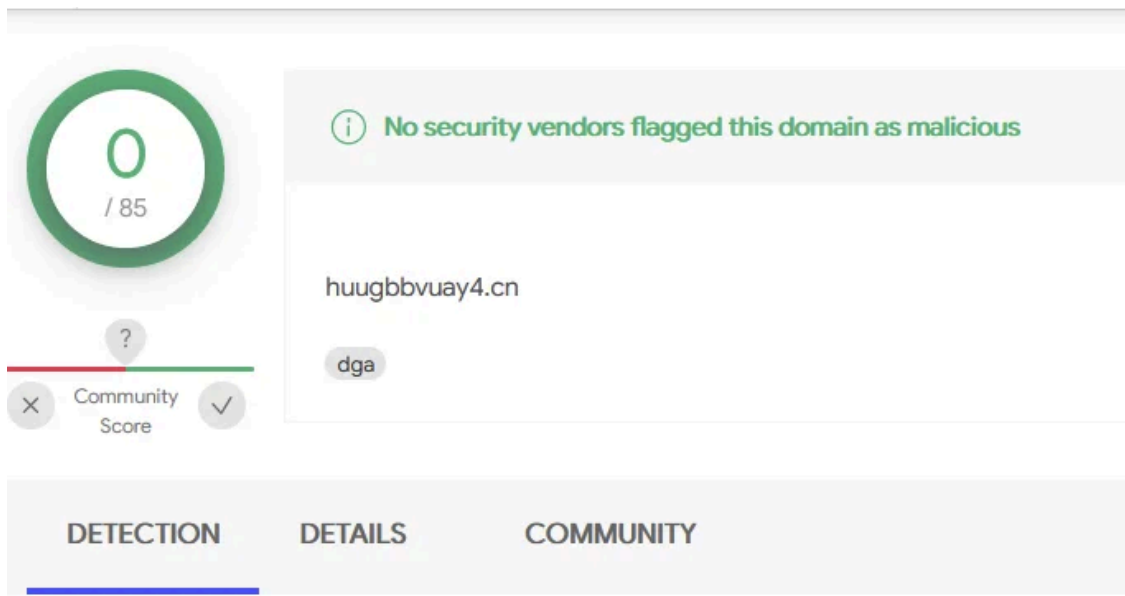 0
/ 85
?
Community
Score
No security vendors flagged this domain as malicious
huugbbvuay4.cn
dga
DETECTION
DETAILS
COMMUNITY